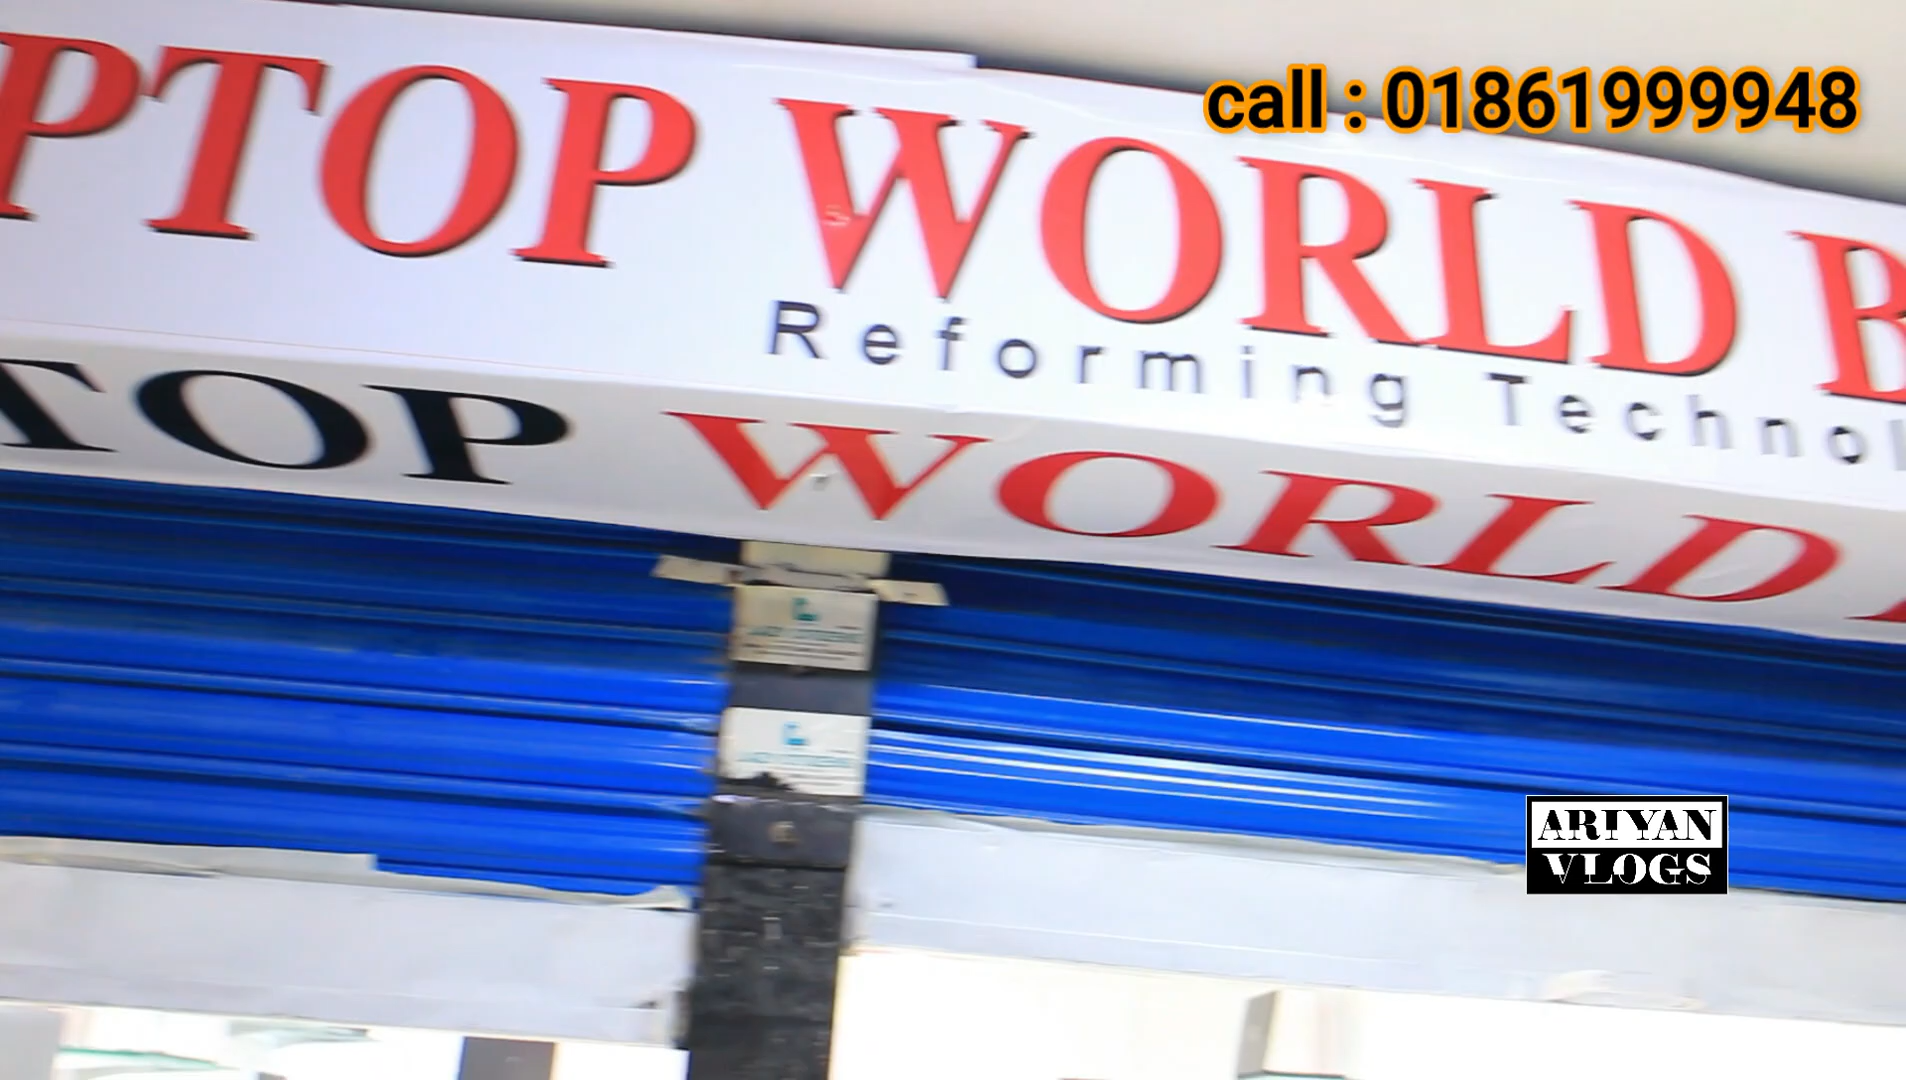 call : 01861999948
PTOP WORLD B
Reforming Technol
TOP WORLD
ARIYAN
VLOGS